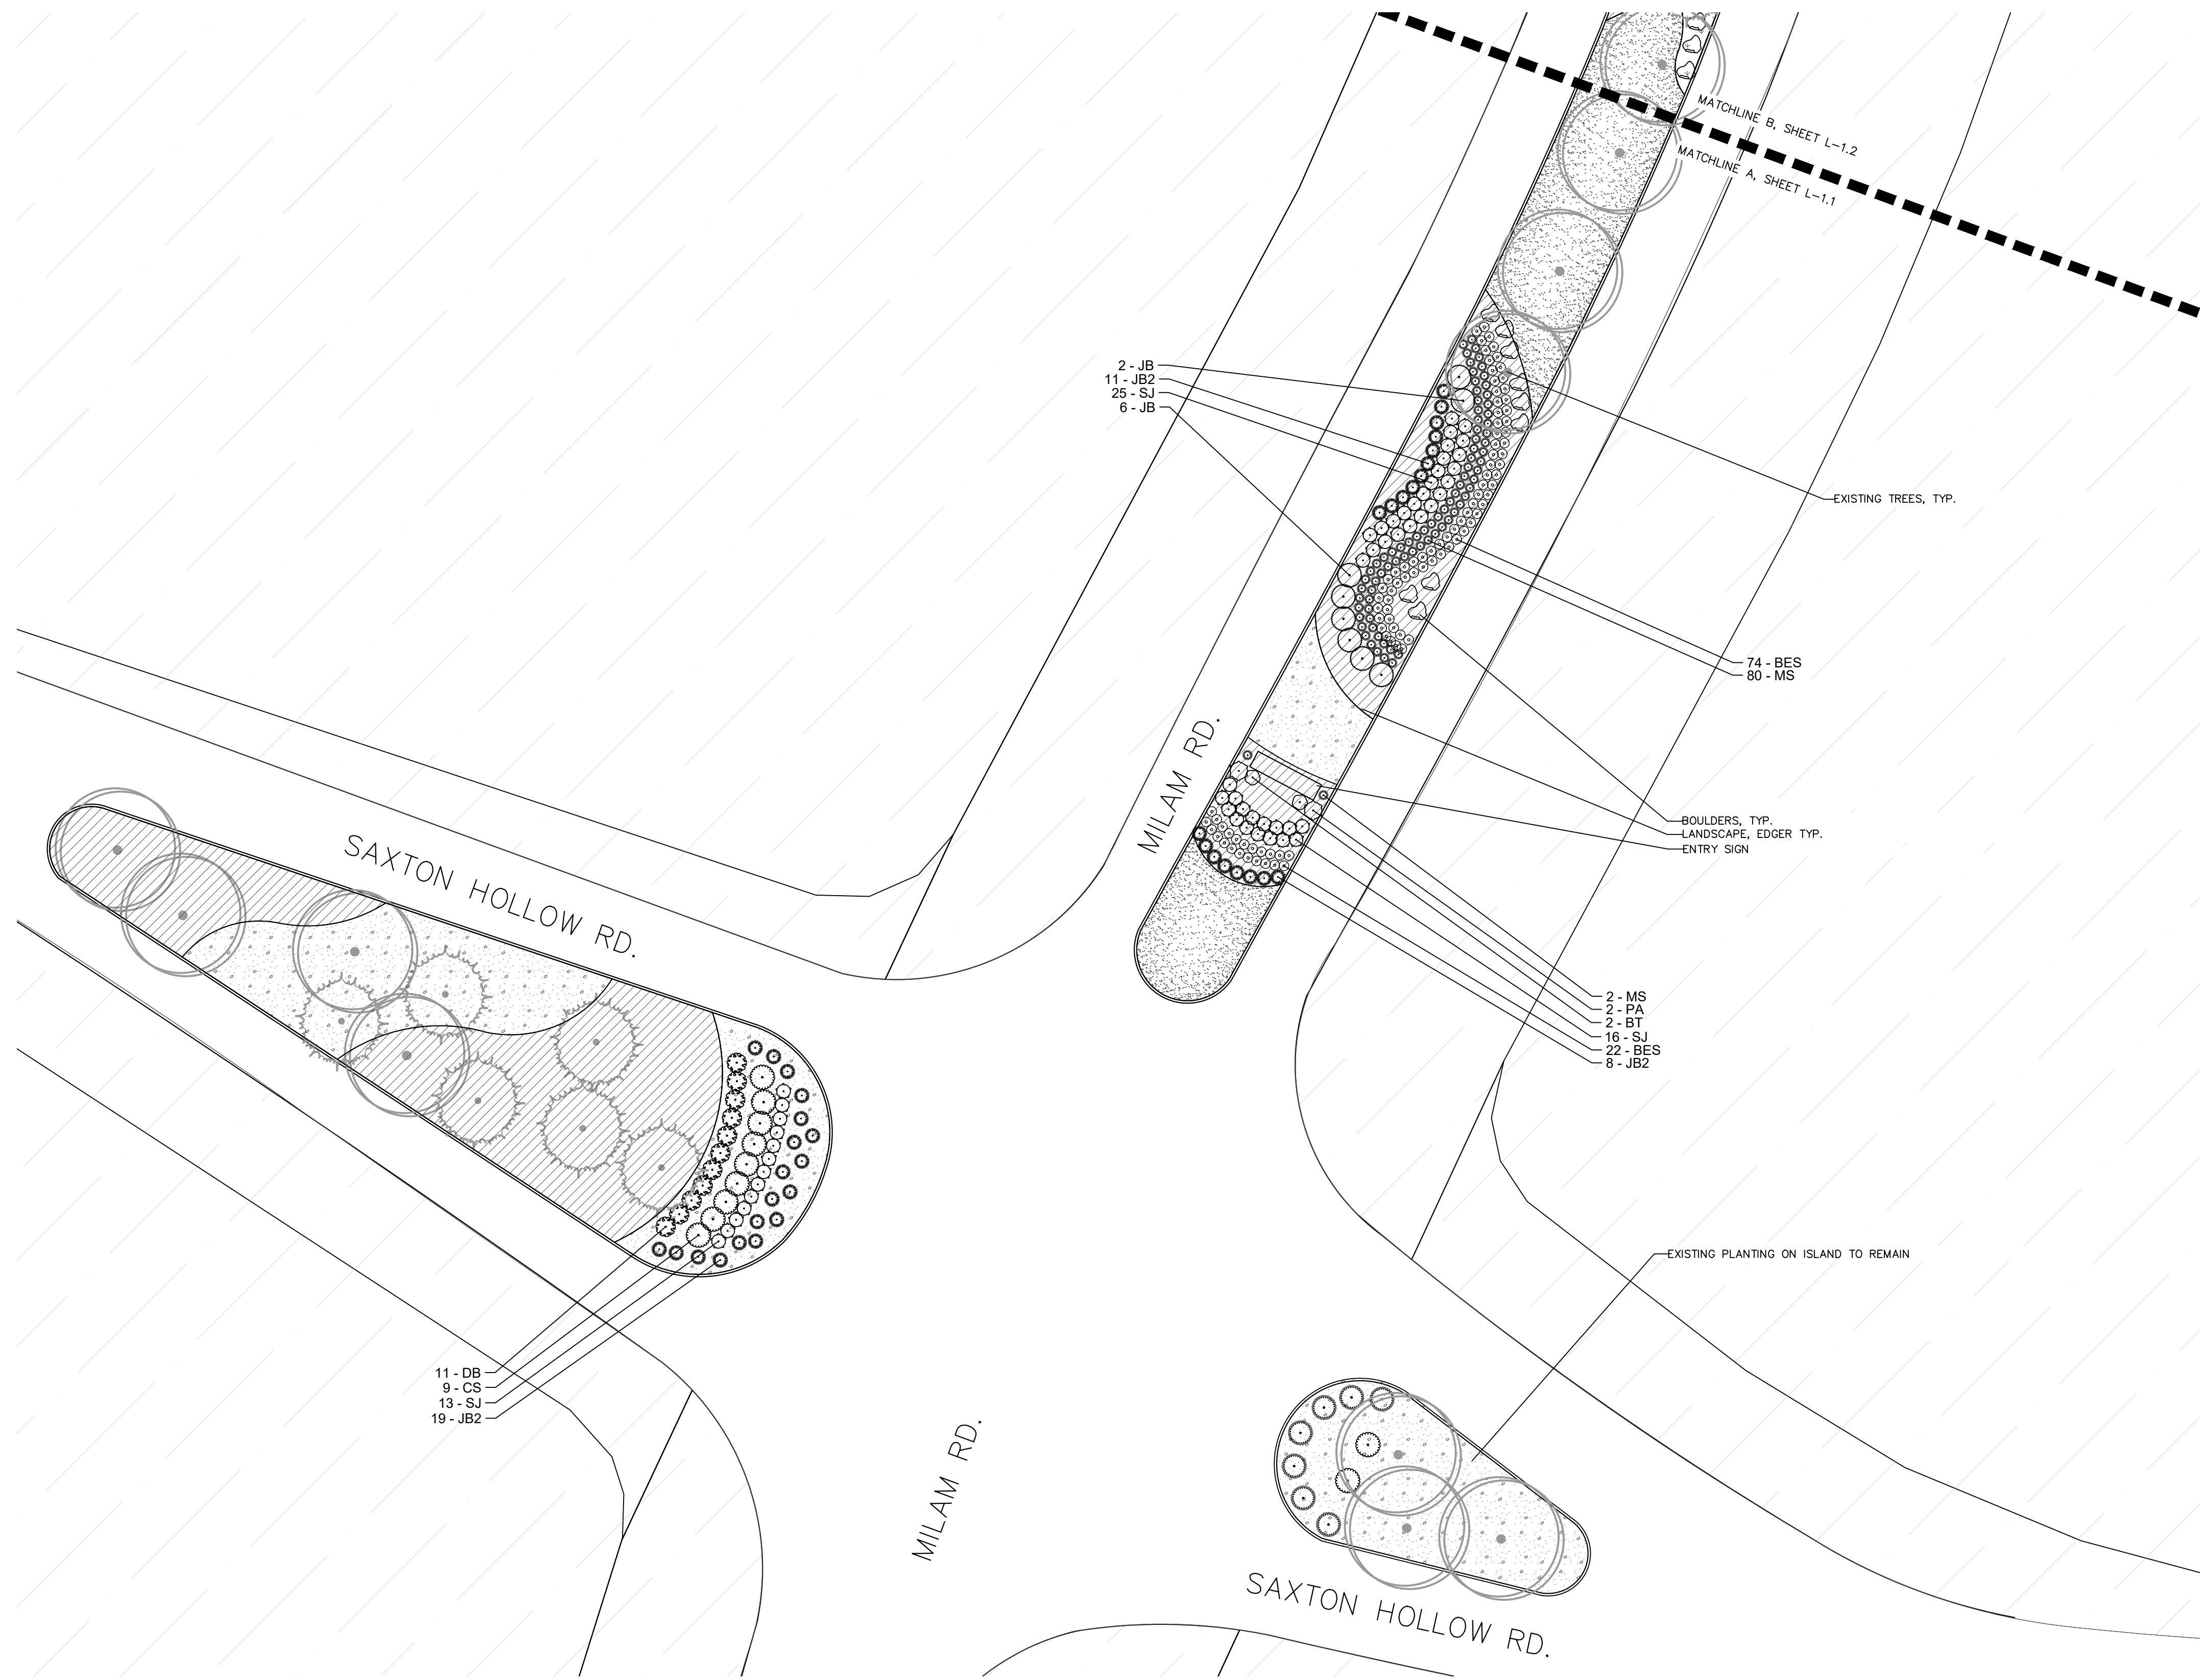 MATCHLINE B, SHEET L-1.2
MATCHLINE A, SHEET L-1.1
2 - JB
11 - JB2
25 - SJ
6 - JB
EXISTING TREES, TYP.
74 - BES
80 - MS
MILAM RD.
BOULDERS, TYP.
LANDSCAPE, EDGER TYP.
ENTRY SIGN
SAXTON HOLLOW RD.
2 - MS
2 - PA
2 - BT
16 - SJ
22 - BES
8 - JB2
EXISTING PLANTING ON ISLAND TO REMAIN
11 - DB
9 - CS
13 - SJ
19 - JB2
MILAM RD.
SAXTON HOLLOW RD.